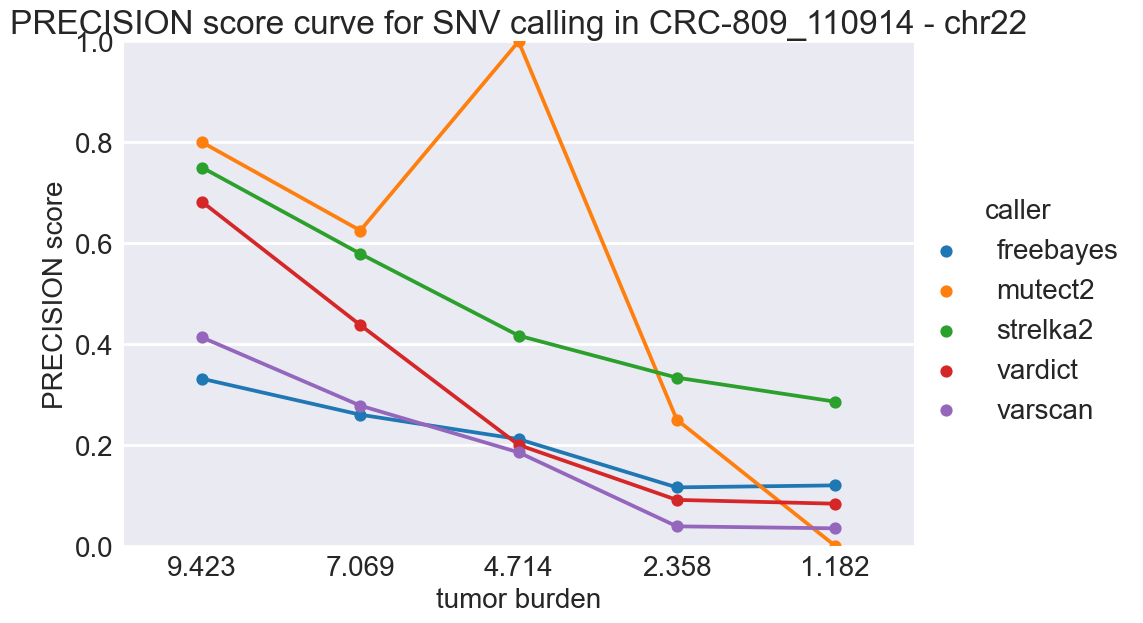 PRECISION score curve for SNV calling in CRC-809_110914 - chr22
PRECISION score
1.0
0.8
0.6
0.4
0.2
0.0
9.423 7.069 4.714 2.358 1.182
tumor burden
caller
freebayes
mutect2
strelka2
vardict
varscan